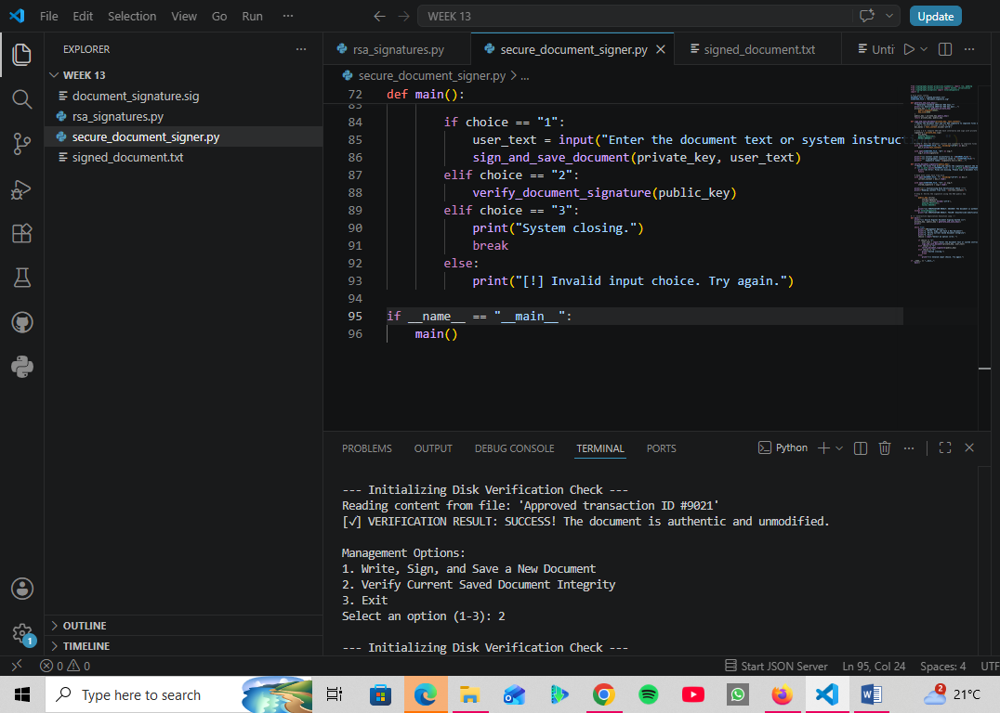 File Edit Selection View Go Run ··· WEEK 13 Update
EXPLORER
WEEK 13
document_signature.sig
rsa_signatures.py
secure_document_signer.py
signed_document.txt
OUTLINE
TIMELINE
rsa_signatures.py secure_document_signer.py signed_document.txt Unti
secure_document_signer.py > ...
72 def main():
83
84 if choice == "1":
85 user_text = input("Enter the document text or system instruct
86 sign_and_save_document(private_key, user_text)
87 elif choice == "2":
88 verify_document_signature(public_key)
89 elif choice == "3":
90 print("System closing.")
91 break
92 else:
93 print("[!] Invalid input choice. Try again.")
94
95 if __name__ == "__main__":
96 main()
PROBLEMS OUTPUT DEBUG CONSOLE TERMINAL PORTS Python
--- Initializing Disk Verification Check ---
Reading content from file: 'Approved transaction ID #9021'
[✓] VERIFICATION RESULT: SUCCESS! The document is authentic and unmodified.
Management Options:
1. Write, Sign, and Save a New Document
2. Verify Current Saved Document Integrity
3. Exit
Select an option (1-3): 2
--- Initializing Disk Verification Check ---
1
0 0 Start JSON Server Ln 95, Col 24 Spaces: 4 UTF
Type here to search 2 21°C